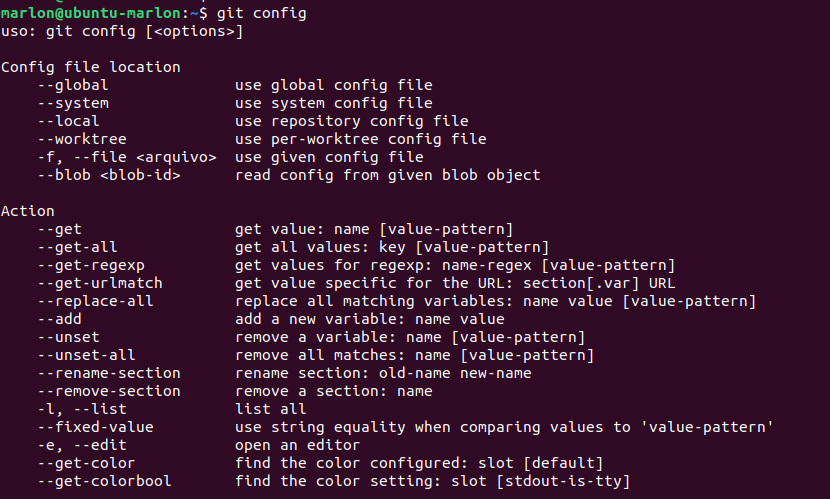 marlon@ubuntu-marlon:~$ git config
uso: git config [<options>]

Config file location
    --global              use global config file
    --system              use system config file
    --local               use repository config file
    --worktree            use per-worktree config file
    -f, --file <arquivo>  use given config file
    --blob <blob-id>      read config from given blob object

Action
    --get                 get value: name [value-pattern]
    --get-all             get all values: key [value-pattern]
    --get-regexp          get values for regexp: name-regex [value-pattern]
    --get-urlmatch        get value specific for the URL: section[.var] URL
    --replace-all         replace all matching variables: name value [value-pattern]
    --add                 add a new variable: name value
    --unset               remove a variable: name [value-pattern]
    --unset-all           remove all matches: name [value-pattern]
    --rename-section      rename section: old-name new-name
    --remove-section      remove a section: name
    -l, --list            list all
    --fixed-value         use string equality when comparing values to 'value-pattern'
    -e, --edit            open an editor
    --get-color           find the color configured: slot [default]
    --get-colorbool       find the color setting: slot [stdout-is-tty]